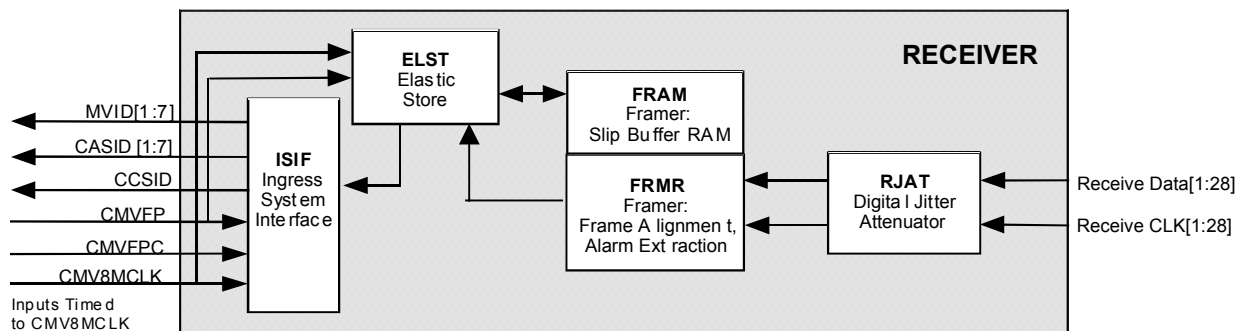 RECEIVER
ELST
Elastic
Store
FRAM
Framer:
Slip Buffer RAM
MVID[1:7]
CASID [1:7]
CCSID
CMVFP
CMVFPC
CMV8MCLK
Inputs Timed
to CMV8MCLK
ISIF
Ingress
System
Interface
FRMR
Framer:
Frame Alignment,
Alarm Extraction
RJAT
Digital Jitter
Attenuator
Receive Data[1:28]
Receive CLK[1:28]